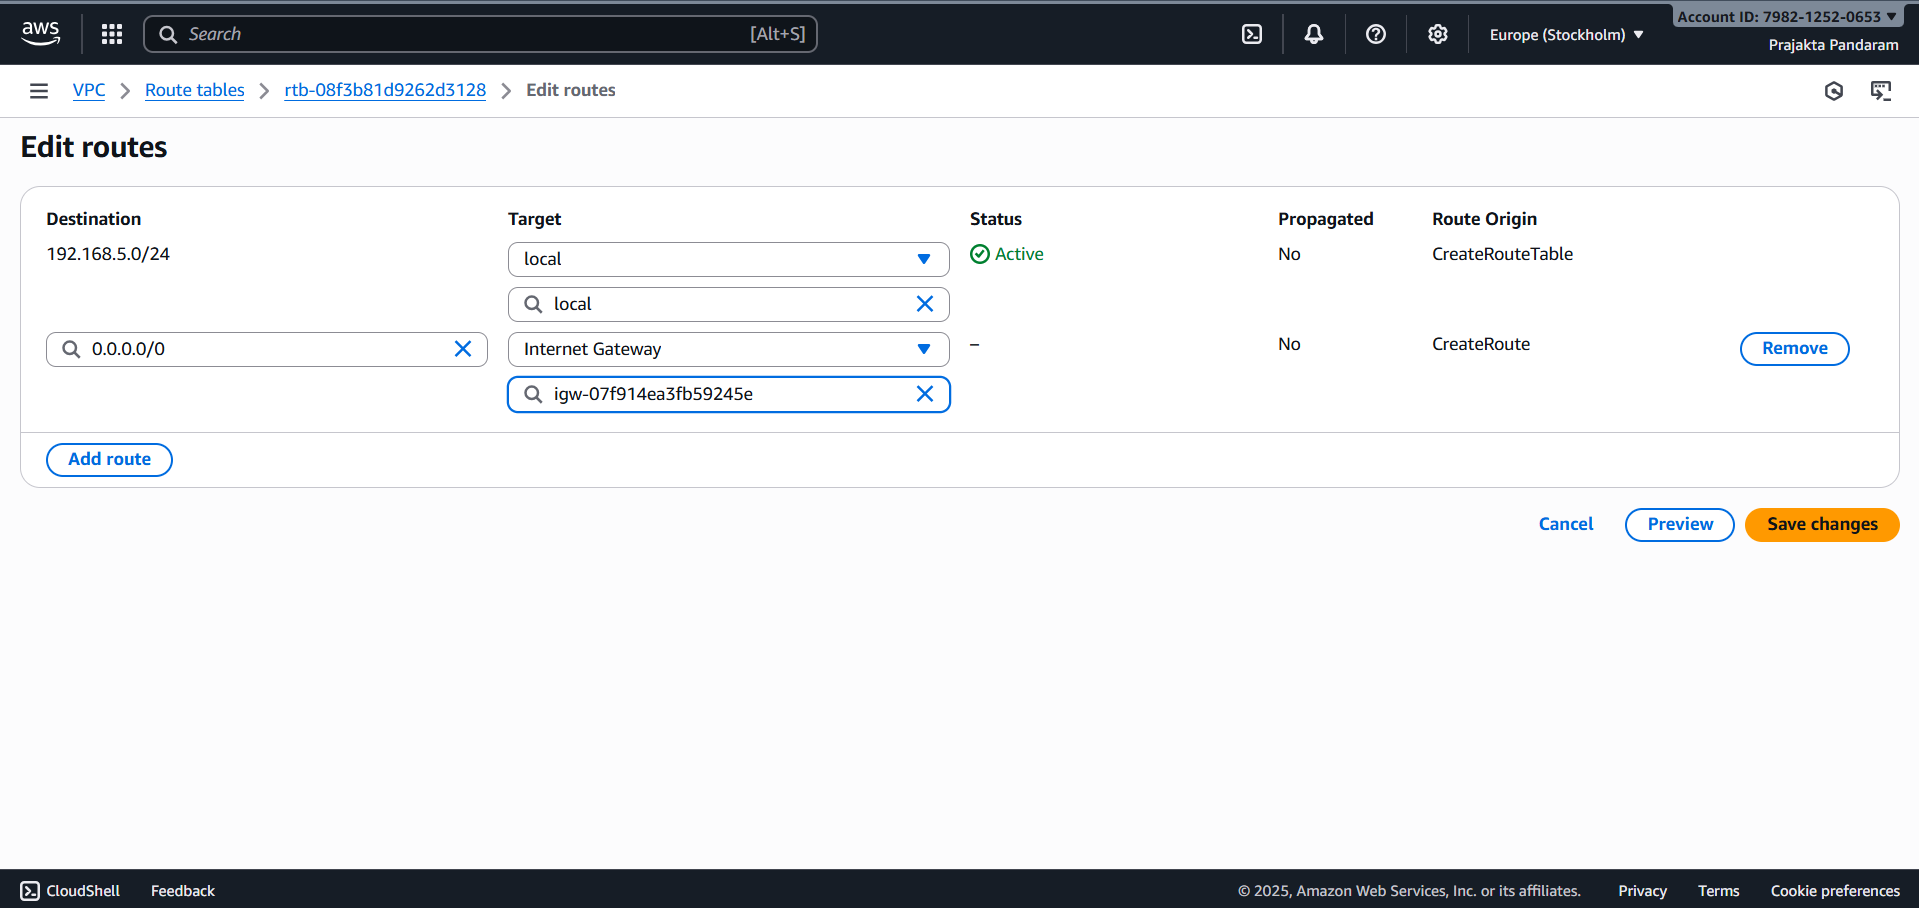 aws
Search [Alt+S]
Europe (Stockholm)
Account ID: 7982-1252-0653
Prajakta Pandaram
VPC
Route tables
rtb-08f3b81d9262d3128
Edit routes
Edit routes
Destination Target Status Propagated Route Origin
192.168.5.0/24 local Active No CreateRouteTable
local
0.0.0.0/0 Internet Gateway – No CreateRoute Remove
igw-07f914ea3fb59245e
Add route
Cancel Preview Save changes
CloudShell Feedback © 2025, Amazon Web Services, Inc. or its affiliates. Privacy Terms Cookie preferences